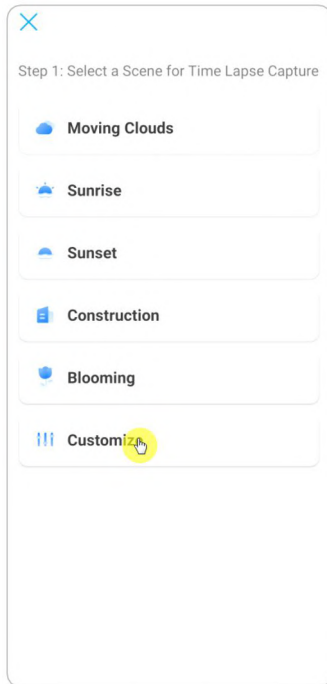 Step 1: Select a Scene for Time Lapse Capture
Moving Clouds
Sunrise
Sunset
Construction
Blooming
Customize